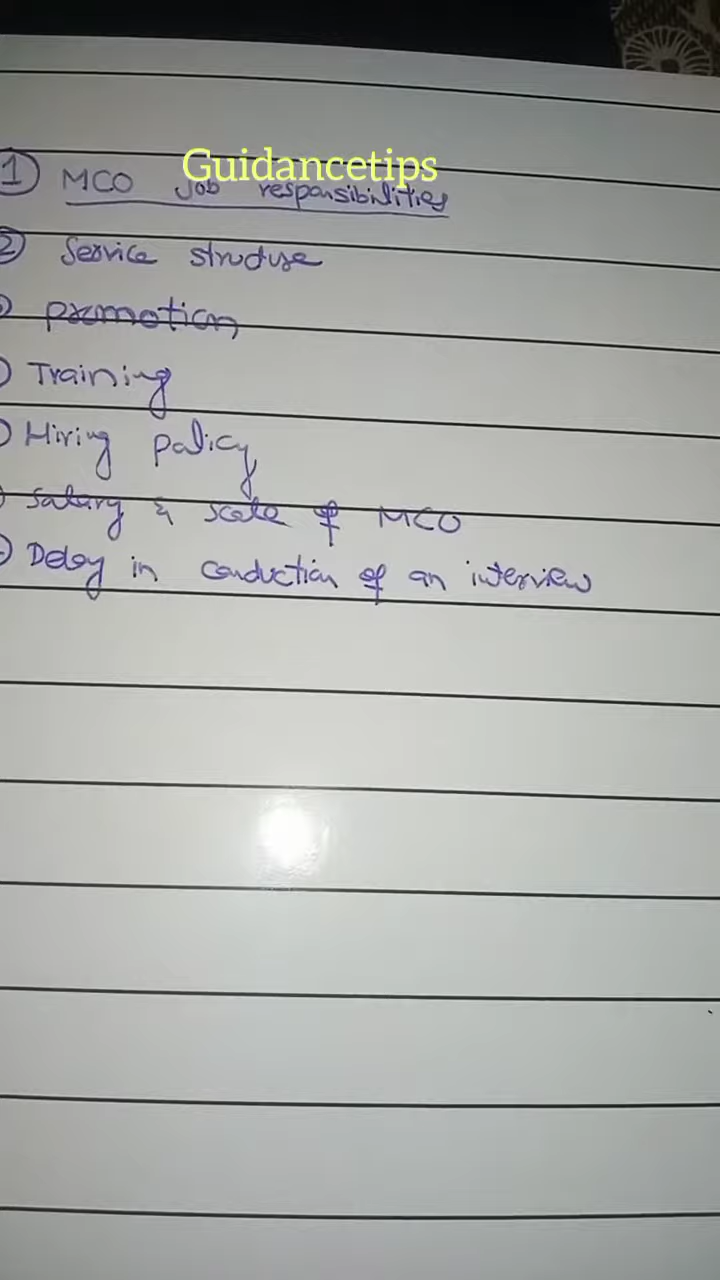 Guidancetips
① MCO Job responsibilities
② Service structure
promotion
Training
Hiring policy
Salary & scale of MCO
Delay in conduction of an interview